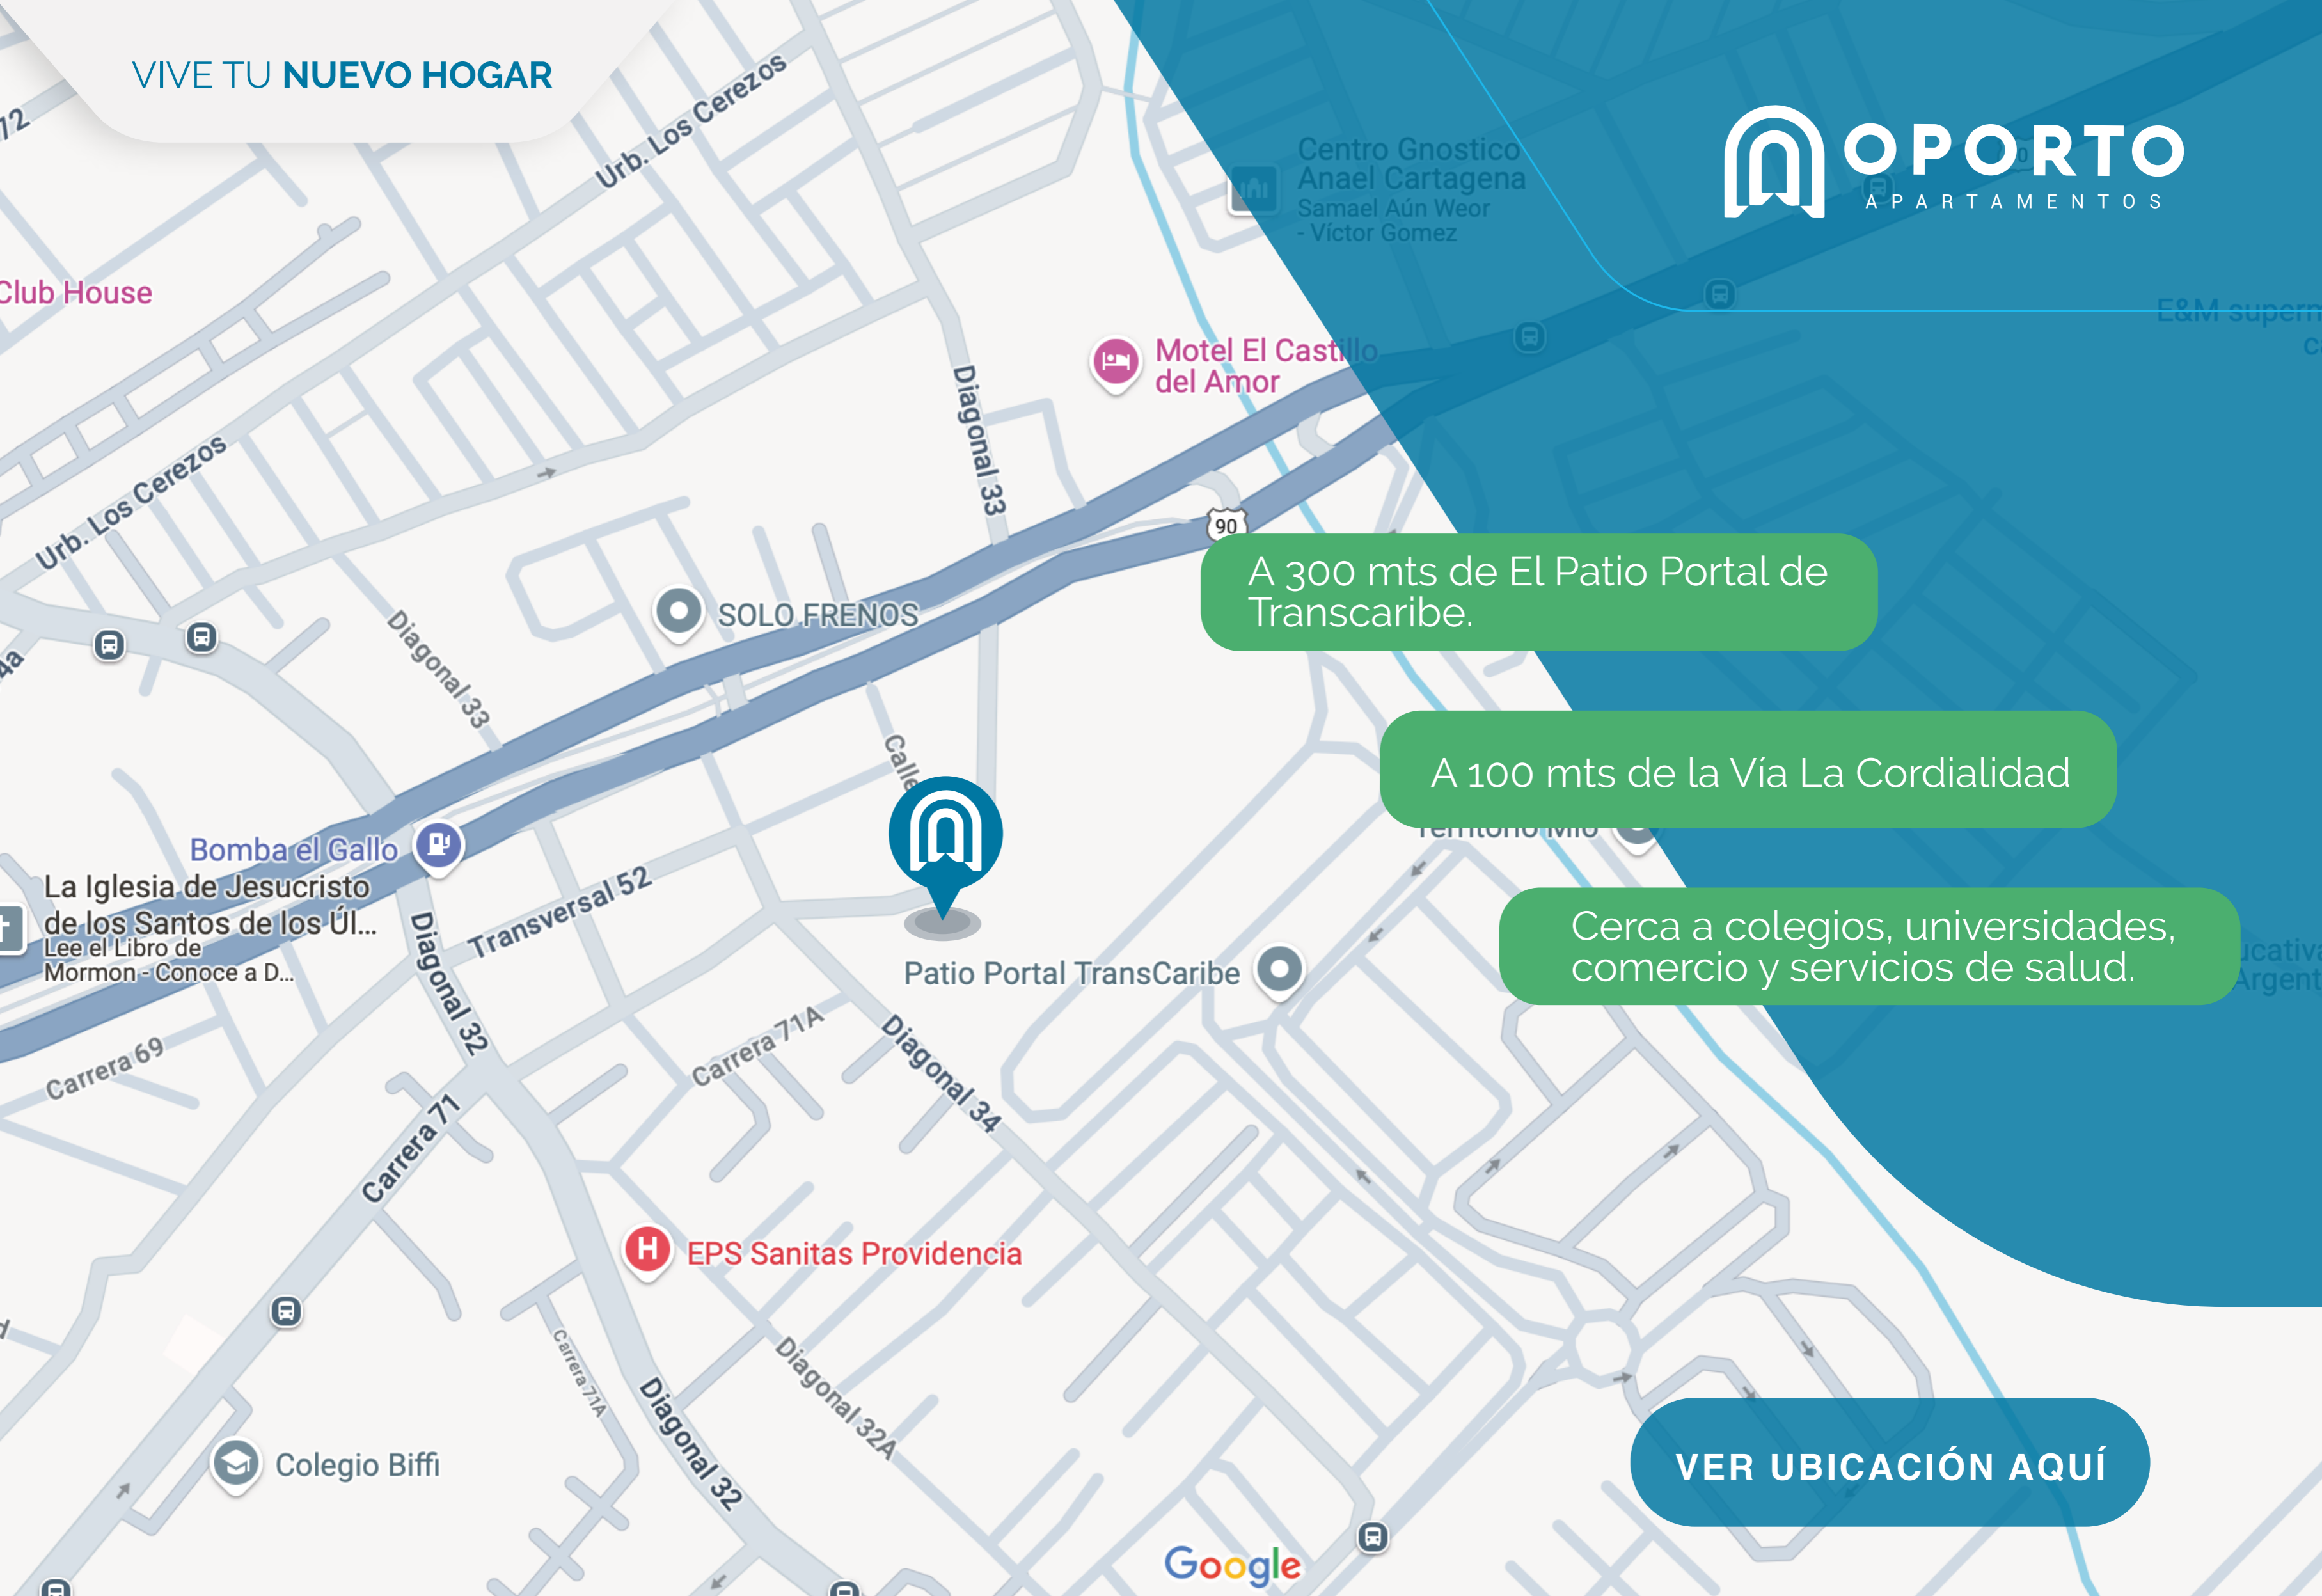 VIVE TU NUEVO HOGAR
OPORTO
APARTAMENTOS
72
Urb. Los Cerezos
Centro Gnostico
Anael Cartagena
Samael Aún Weor
- Víctor Gomez
Club House
E&M
Motel El Castillo
del Amor
Diagonal 33
Urb. Los Cerezos
90
A 300 mts de El Patio Portal de
Transcaribe.
SOLO FRENOS
Diagonal 33
4a
Calle
A 100 mts de la Vía La Cordialidad
Territorio Mío
Bomba el Gallo
La Iglesia de Jesucristo
de los Santos de los Úl...
Lee el Libro de
Mormon - Conoce a D...
Transversal 52
Diagonal 32
Cerca a colegios, universidades,
comercio y servicios de salud.
Patio Portal TransCaribe
Carrera 69
Carrera 71A
Diagonal 34
Carrera 71
H
EPS Sanitas Providencia
Carrera 71A
Diagonal 32A
Diagonal 32
Colegio Biffi
VER UBICACIÓN AQUÍ
Google